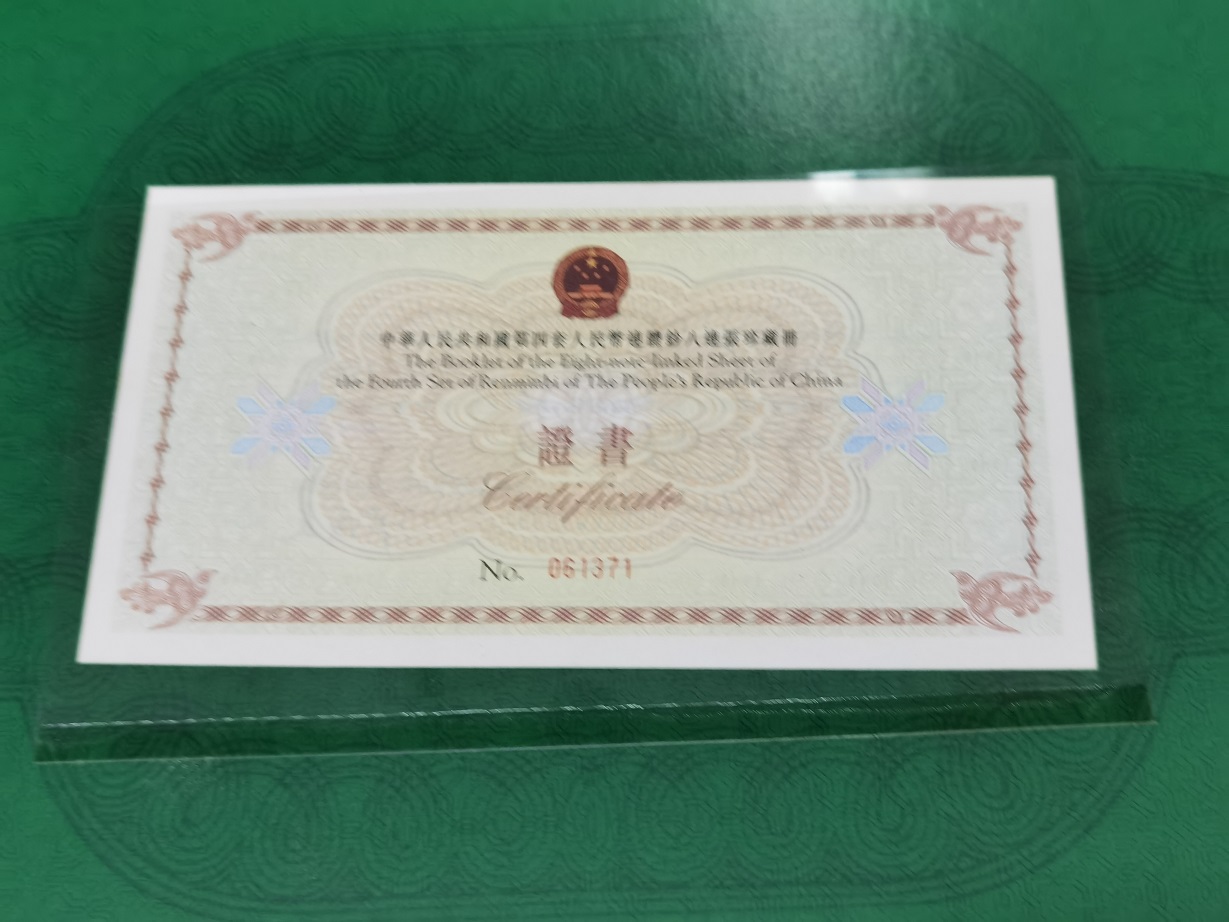 中華人民共和國第四套人民幣連體鈔八連張珍藏冊
The Booklet of the Eight-note-linked Sheet of
the Fourth Set of Renminbi of The People's Republic of China
證書
Certificate
No. 061371